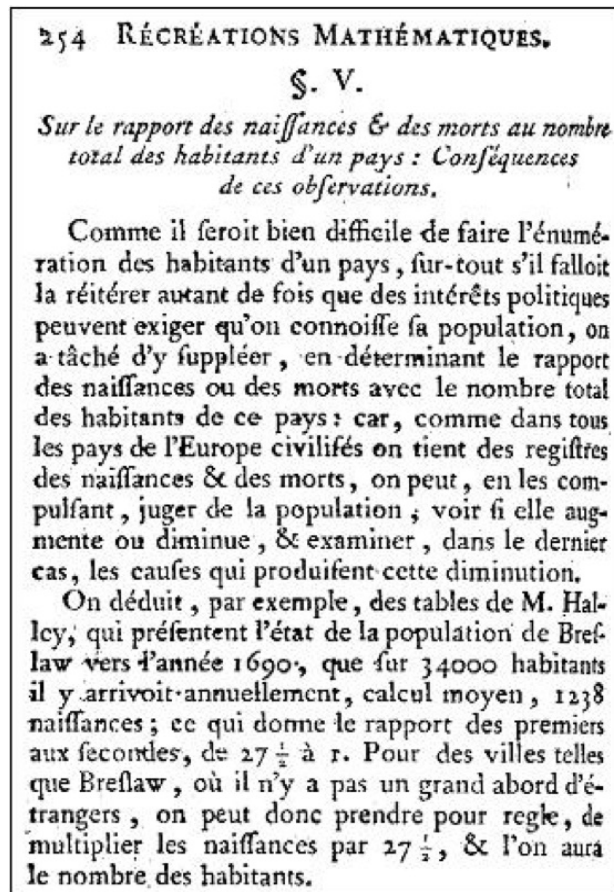 254 RÉCRÉATIONS MATHÉMATIQUES.
§. V.
Sur le rapport des naiſſances & des morts au nombre
total des habitants d'un pays : Conſéquences
de ces obſervations.
Comme il ſeroit bien difficile de faire l'énumé-
ration des habitants d'un pays, ſur-tout s'il falloit
la réitérer autant de fois que des intérêts politiques
peuvent exiger qu'on connoiſſe ſa population, on
a tâché d'y ſuppléer, en déterminant le rapport
des naiſſances ou des morts avec le nombre total
des habitants de ce pays : car, comme dans tous
les pays de l'Europe civiliſés on tient des regiſtres
des naiſſances & des morts, on peut, en les com-
pulſant, juger de la population ; voir ſi elle aug-
mente ou diminue, & examiner, dans le dernier
cas, les cauſes qui produiſent cette diminution.
On déduit, par exemple, des tables de M. Hal-
ley, qui préſentent l'état de la population de Breſ-
law vers l'année 1690, que ſur 34000 habitants
il y arrivoit annuellement, calcul moyen, 1238
naiſſances ; ce qui donne le rapport des premiers
aux ſecondes, de 27 ½ à 1. Pour des villes telles
que Breſlaw, où il n'y a pas un grand abord d'é-
trangers, on peut donc prendre pour regle, de
multiplier les naiſſances par 27 ½, & l'on aura
le nombre des habitants.